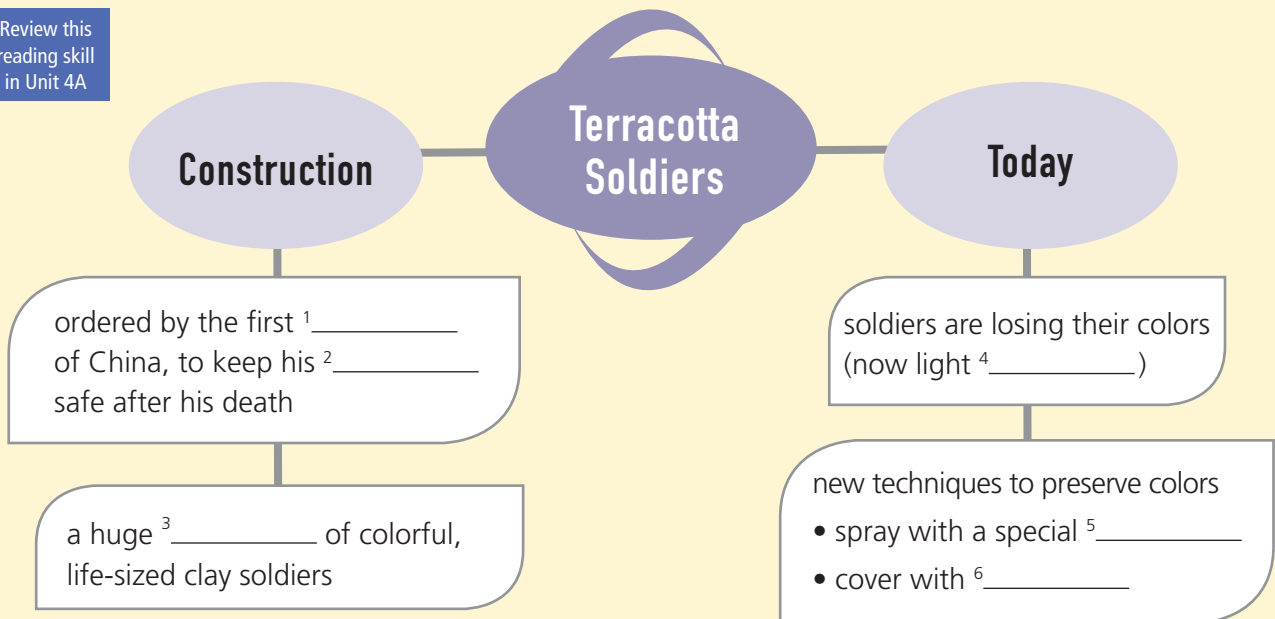 Review this
reading skill
in Unit 4A
Terracotta
Soldiers
Construction
Today
ordered by the first 1__________
of China, to keep his 2__________
safe after his death
a huge 3__________ of colorful,
life-sized clay soldiers
soldiers are losing their colors
(now light 4__________)
new techniques to preserve colors
• spray with a special 5__________
• cover with 6__________